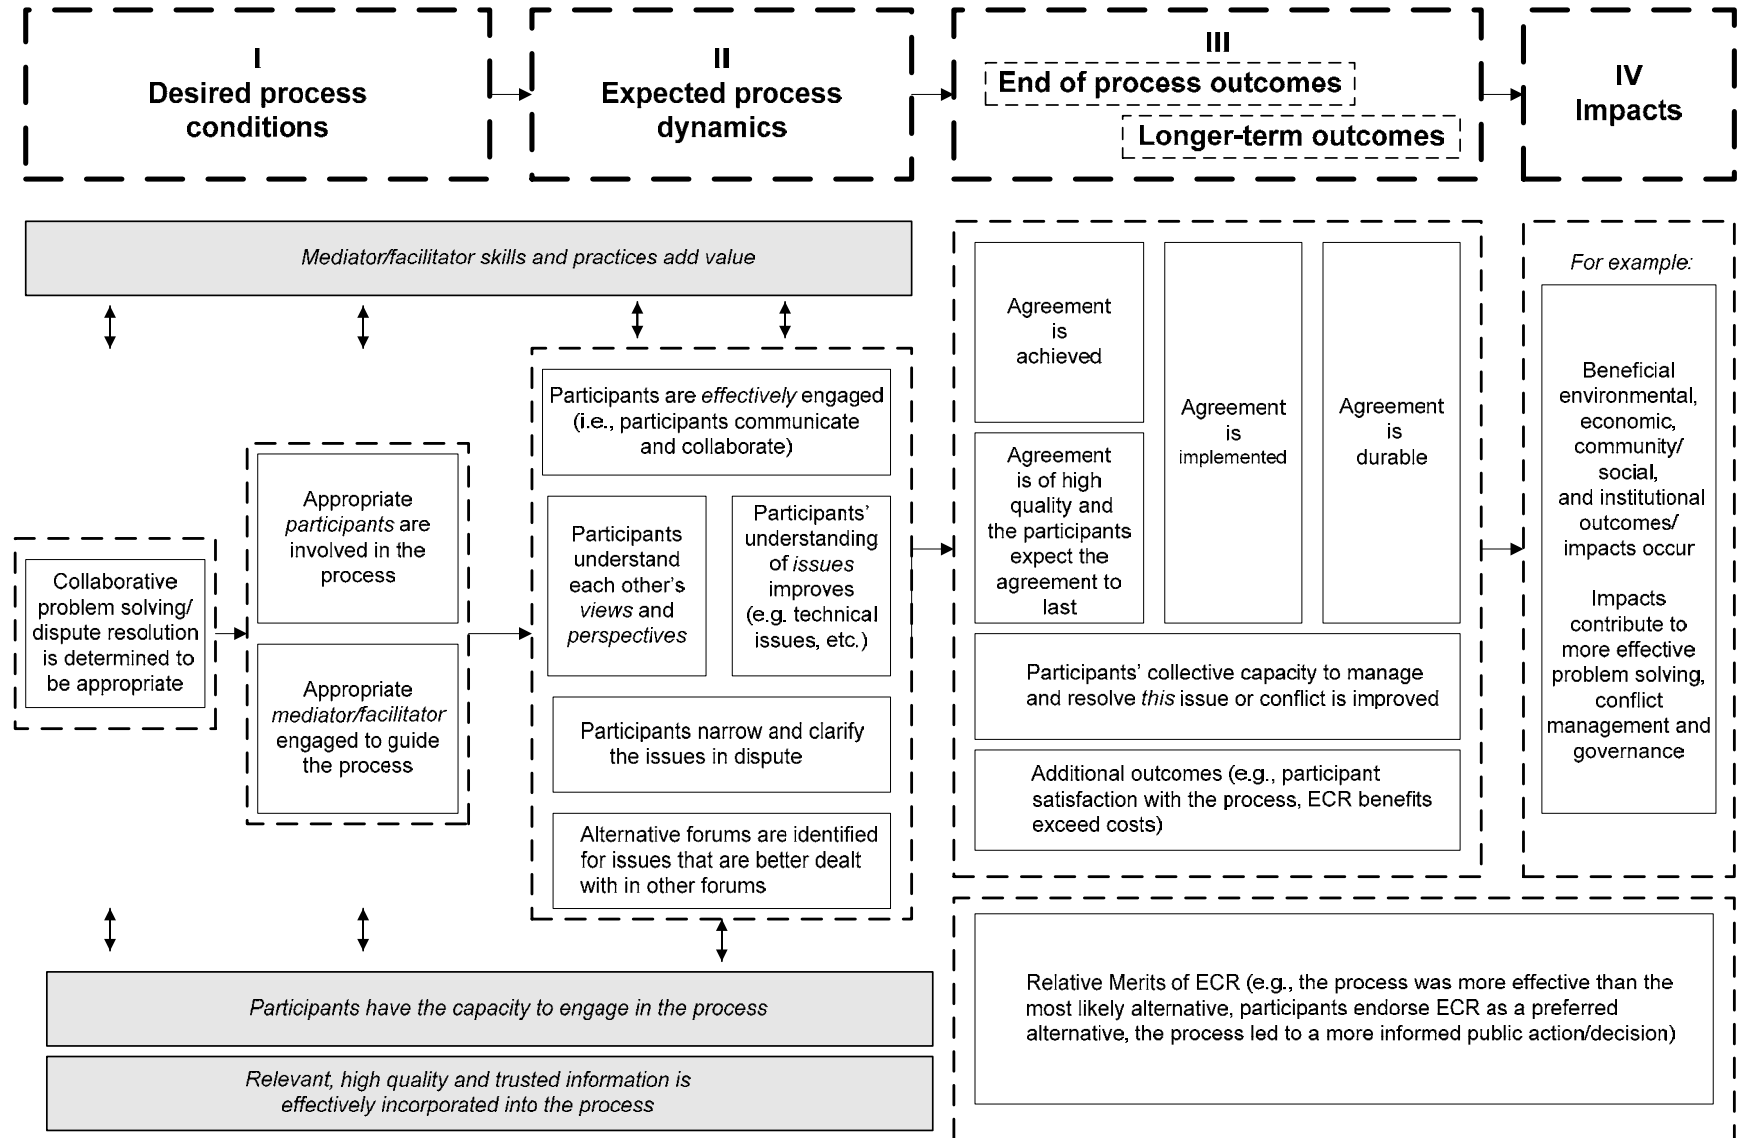 I
Desired process
conditions
II
Expected process
dynamics
III
End of process outcomes
Longer-term outcomes
IV
Impacts
Mediator/facilitator skills and practices add value
Collaborative
problem solving/
dispute resolution
is determined to
be appropriate
Appropriate
participants are
involved in the
process
Appropriate
mediator/facilitator
engaged to guide
the process
Participants are effectively engaged
(i.e., participants communicate
and collaborate)
Participants
understand
each other's
views and
perspectives
Participants'
understanding
of issues
improves
(e.g. technical
issues, etc.)
Participants narrow and clarify
the issues in dispute
Alternative forums are identified
for issues that are better dealt
with in other forums
Agreement
is
achieved
Agreement
is of high
quality and
the participants
expect the
agreement to
last
Agreement
is
implemented
Agreement
is
durable
Participants' collective capacity to manage
and resolve this issue or conflict is improved
Additional outcomes (e.g., participant
satisfaction with the process, ECR benefits
exceed costs)
For example:
Beneficial
environmental,
economic,
community/
social,
and institutional
outcomes/
impacts occur
Impacts
contribute to
more effective
problem solving,
conflict
management and
governance
Participants have the capacity to engage in the process
Relevant, high quality and trusted information is
effectively incorporated into the process
Relative Merits of ECR (e.g., the process was more effective than the
most likely alternative, participants endorse ECR as a preferred
alternative, the process led to a more informed public action/decision)